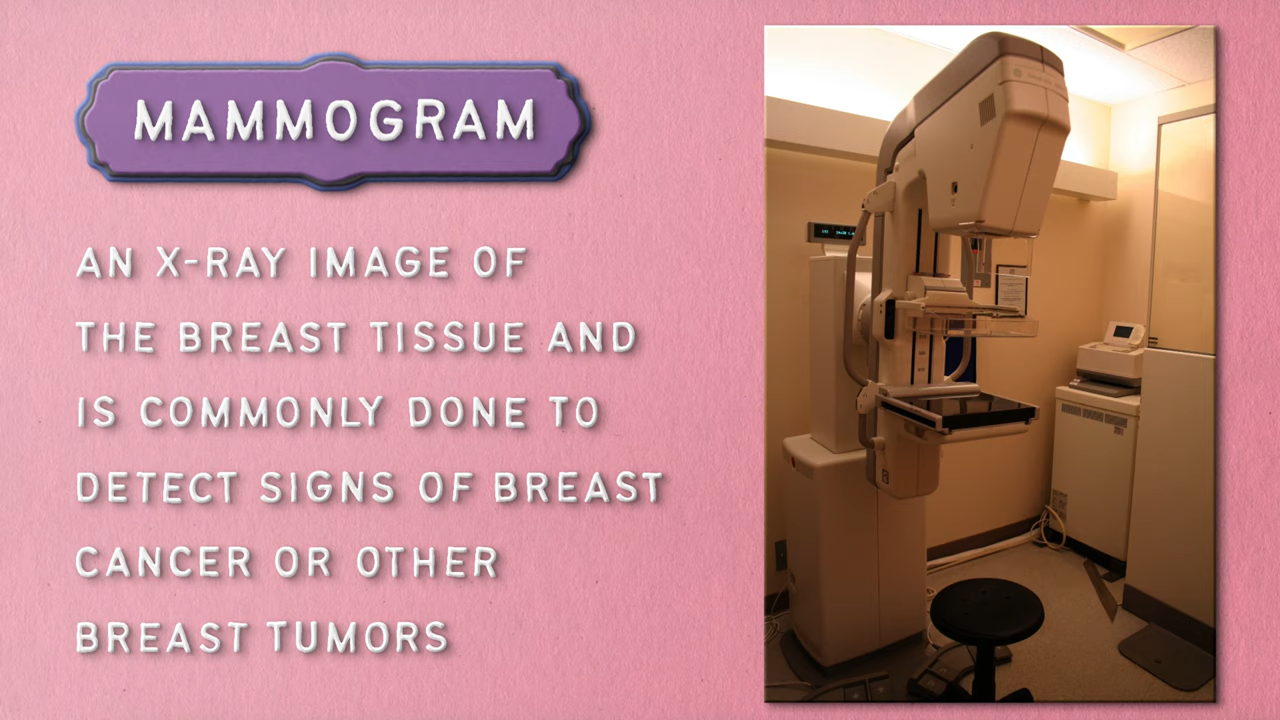 MAMMOGRAM
AN X-RAY IMAGE OF
THE BREAST TISSUE AND
IS COMMONLY DONE TO
DETECT SIGNS OF BREAST
CANCER OR OTHER
BREAST TUMORS